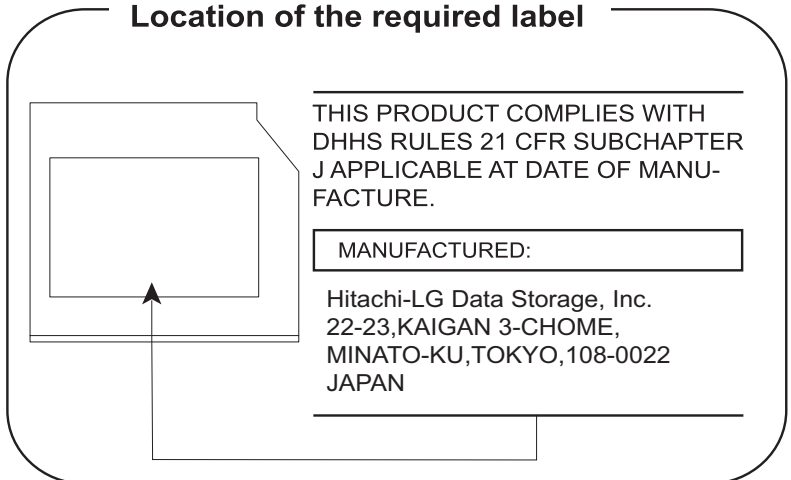 Location of the required label
THIS PRODUCT COMPLIES WITH
DHHS RULES 21 CFR SUBCHAPTER
J APPLICABLE AT DATE OF MANU-
FACTURE.
MANUFACTURED:
Hitachi-LG Data Storage, Inc.
22-23,KAIGAN 3-CHOME,
MINATO-KU,TOKYO,108-0022
JAPAN